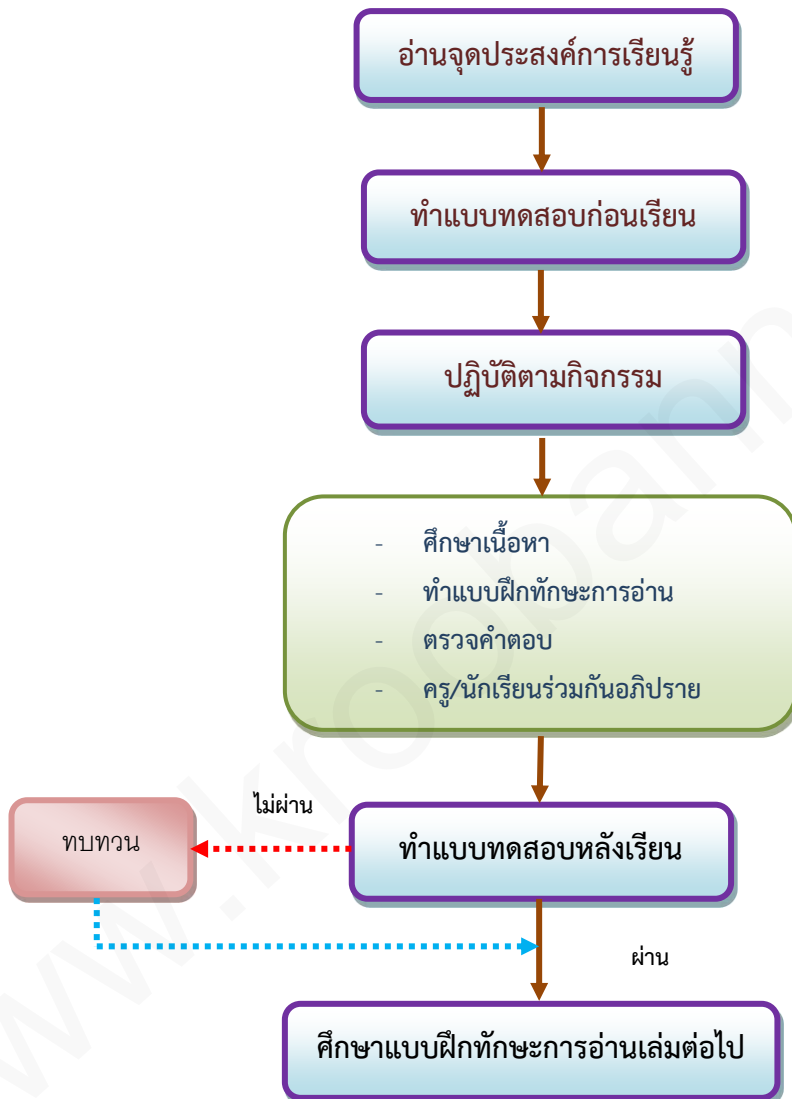 อ่านจุดประสงค์การเรียนรู้
ทำแบบทดสอบก่อนเรียน
ปฏิบัติตามกิจกรรม
- ศึกษาเนื้อหา
- ทำแบบฝึกทักษะการอ่าน
- ตรวจคำตอบ
- ครู/นักเรียนร่วมกันอภิปราย
ไม่ผ่าน
ทบทวน
ทำแบบทดสอบหลังเรียน
ผ่าน
ศึกษาแบบฝึกทักษะการอ่านเล่มต่อไป